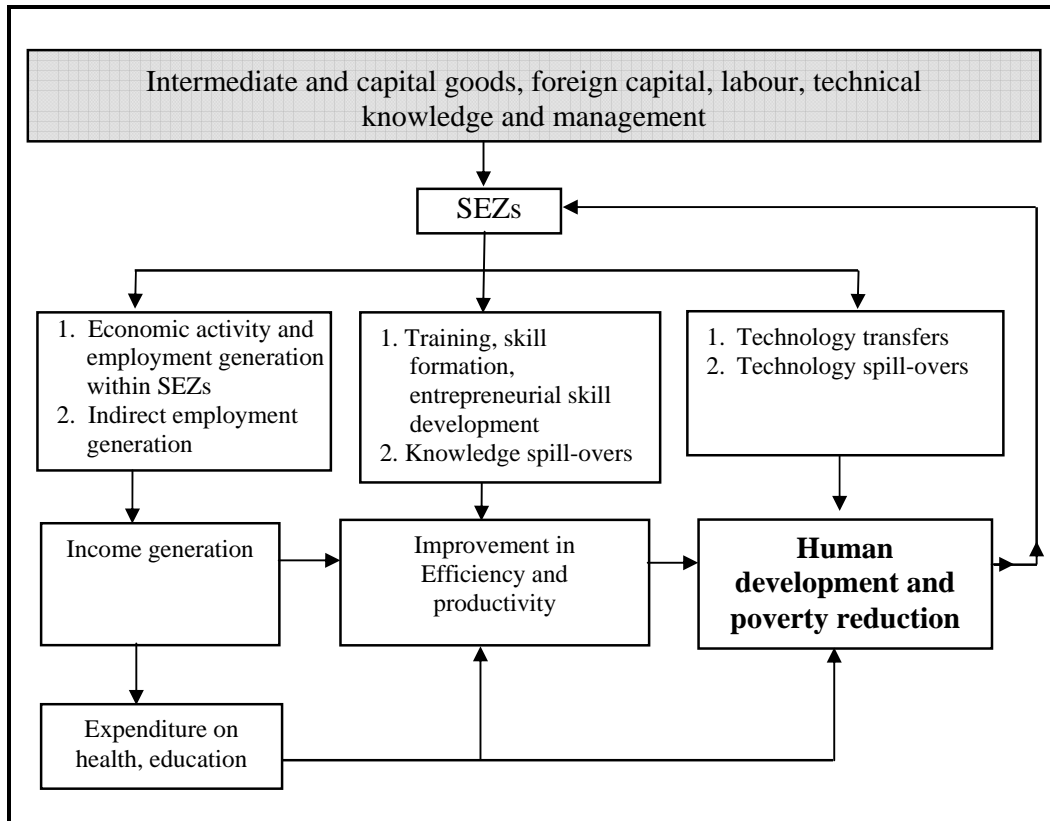 Intermediate and capital goods, foreign capital, labour, technical
knowledge and management
SEZs
1. Economic activity and
employment generation
within SEZs
2. Indirect employment
generation
1. Training, skill
formation,
entrepreneurial skill
development
2. Knowledge spill-overs
1. Technology transfers
2. Technology spill-overs
Income generation
Improvement in
Efficiency and
productivity
Human
development and
poverty reduction
Expenditure on
health, education